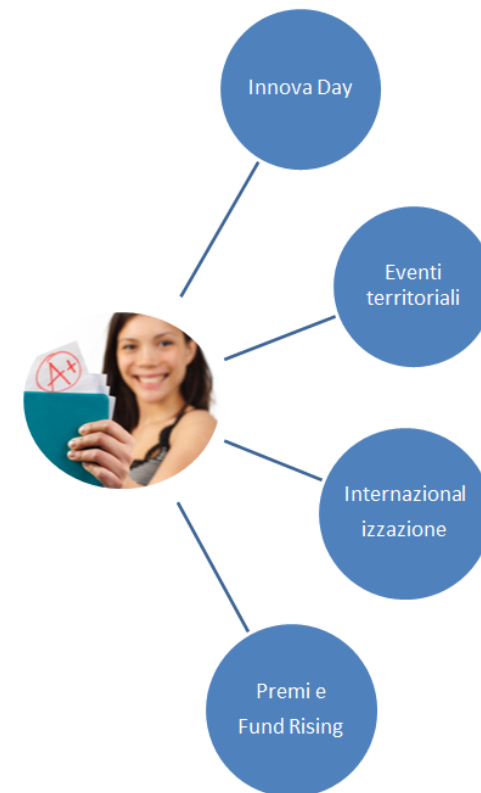 Innova Day
Eventi
territoriali
A+
Internazional
izzazione
Premi e
Fund Rising